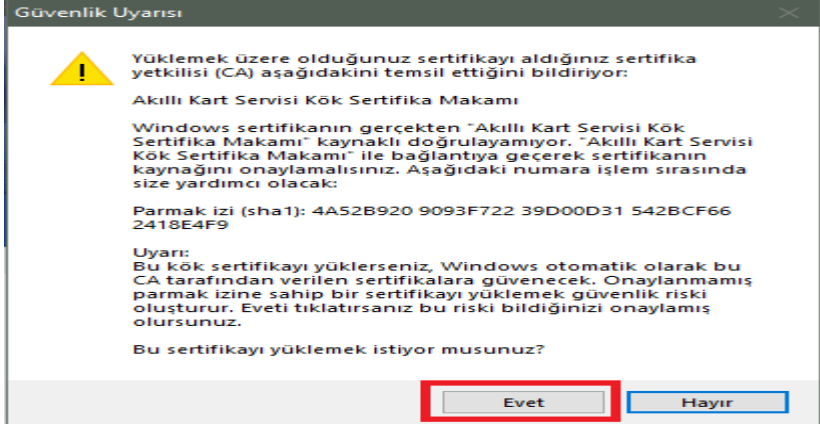 Güvenlik Uyarısı
Yüklemek üzere olduğunuz sertifikayı aldığınız sertifika
yetkilisi (CA) aşağıdakini temsil ettiğini bildiriyor:
Akıllı Kart Servisi Kök Sertifika Makamı
Windows sertifikanın gerçekten "Akıllı Kart Servisi Kök
Sertifika Makamı" kaynaklı doğrulayamıyor. "Akıllı Kart Servisi
Kök Sertifika Makamı" ile bağlantıya geçerek sertifikanın
kaynağını onaylamalısınız. Aşağıdaki numara işlem sırasında
size yardımcı olacak:
Parmak izi (sha1): 4A52B920 9093F722 39D00D31 542BCF66
2418E4F9
Uyarı:
Bu kök sertifikayı yüklerseniz, Windows otomatik olarak bu
CA tarafından verilen sertifikalara güvenecek. Onaylanmamış
parmak izine sahip bir sertifikayı yüklemek güvenlik riski
oluşturur. Eveti tıklatırsanız bu riski bildiğinizi onaylamış
olursunuz.
Bu sertifikayı yüklemek istiyor musunuz?
Evet
Hayır